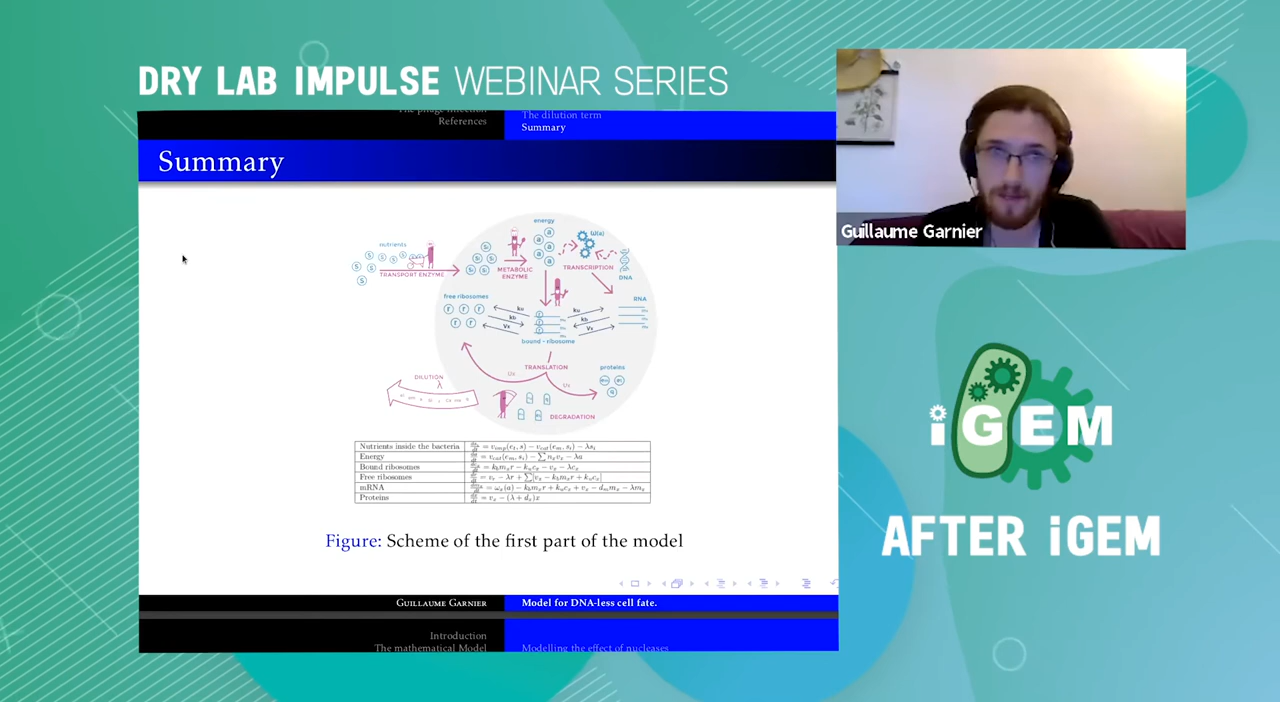 DRY LAB IMPULSE WEBINAR SERIES
The phage infection
References
The dilution term
Summary
Summary
energy
nutrients
TRANSPORT ENZYME
METABOLIC
ENZYME
TRANSCRIPTION
DNA
free ribosomes
RNA
bound - ribosome
TRANSLATION
proteins
DILUTION
λ
DEGRADATION
Nutrients inside the bacteria
Energy
Bound ribosomes
Free ribosomes
mRNA
Proteins
Figure: Scheme of the first part of the model
GUILLAUME GARNIER
Model for DNA-less cell fate.
Introduction
The mathematical Model
Modelling the effect of nucleases
Guillaume Garnier
iGEM
AFTER iGEM